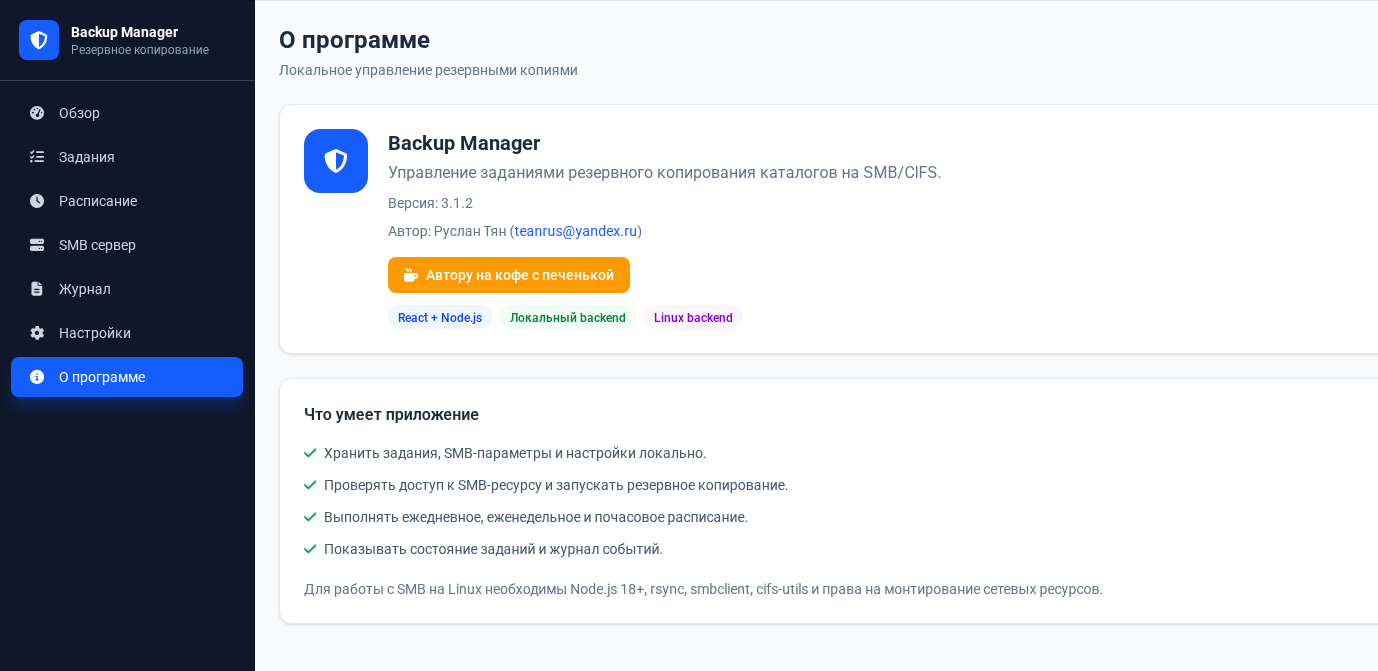 Backup Manager
Резервное копирование
Обзор
Задания
Расписание
SMB сервер
Журнал
Настройки
О программе
О программе
Локальное управление резервными копиями
Backup Manager
Управление заданиями резервного копирования каталогов на SMB/CIFS.
Версия: 3.1.2
Автор: Руслан Тян (teanrus@yandex.ru)
Автору на кофе с печенькой
React + Node.js Локальный backend Linux backend
Что умеет приложение
Хранить задания, SMB-параметры и настройки локально.
Проверять доступ к SMB-ресурсу и запускать резервное копирование.
Выполнять ежедневное, еженедельное и почасовое расписание.
Показывать состояние заданий и журнал событий.
Для работы с SMB на Linux необходимы Node.js 18+, rsync, smbclient, cifs-utils и права на монтирование сетевых ресурсов.